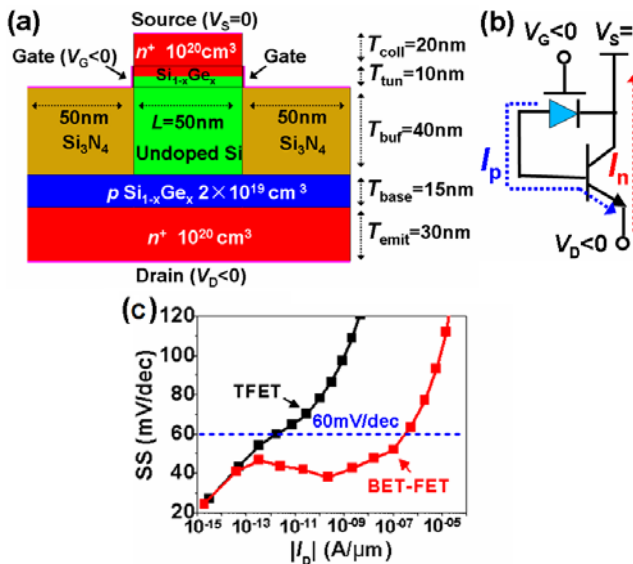 (a)
Source (V_S=0)
n⁺ 10²⁰cm³
T_coll=20nm
Gate (V_G<0)
Si₁₋ₓGeₓ
Gate
T_tun=10nm
50nm
Si₃N₄
L=50nm
Undoped Si
50nm
Si₃N₄
T_buf=40nm
p Si₁₋ₓGeₓ 2×10¹⁹ cm³
T_base=15nm
n⁺ 10²⁰cm³
T_emit=30nm
Drain (V_D<0)
(b)
V_G<0
V_S=
I_p
I_n
V_D<0
(c)
SS (mV/dec)
120
100
80
60
40
20
TFET
60mV/dec
BET-FET
10⁻¹⁵
10⁻¹³
10⁻¹¹
10⁻⁹
10⁻⁷
10⁻⁵
|I_D| (A/μm)